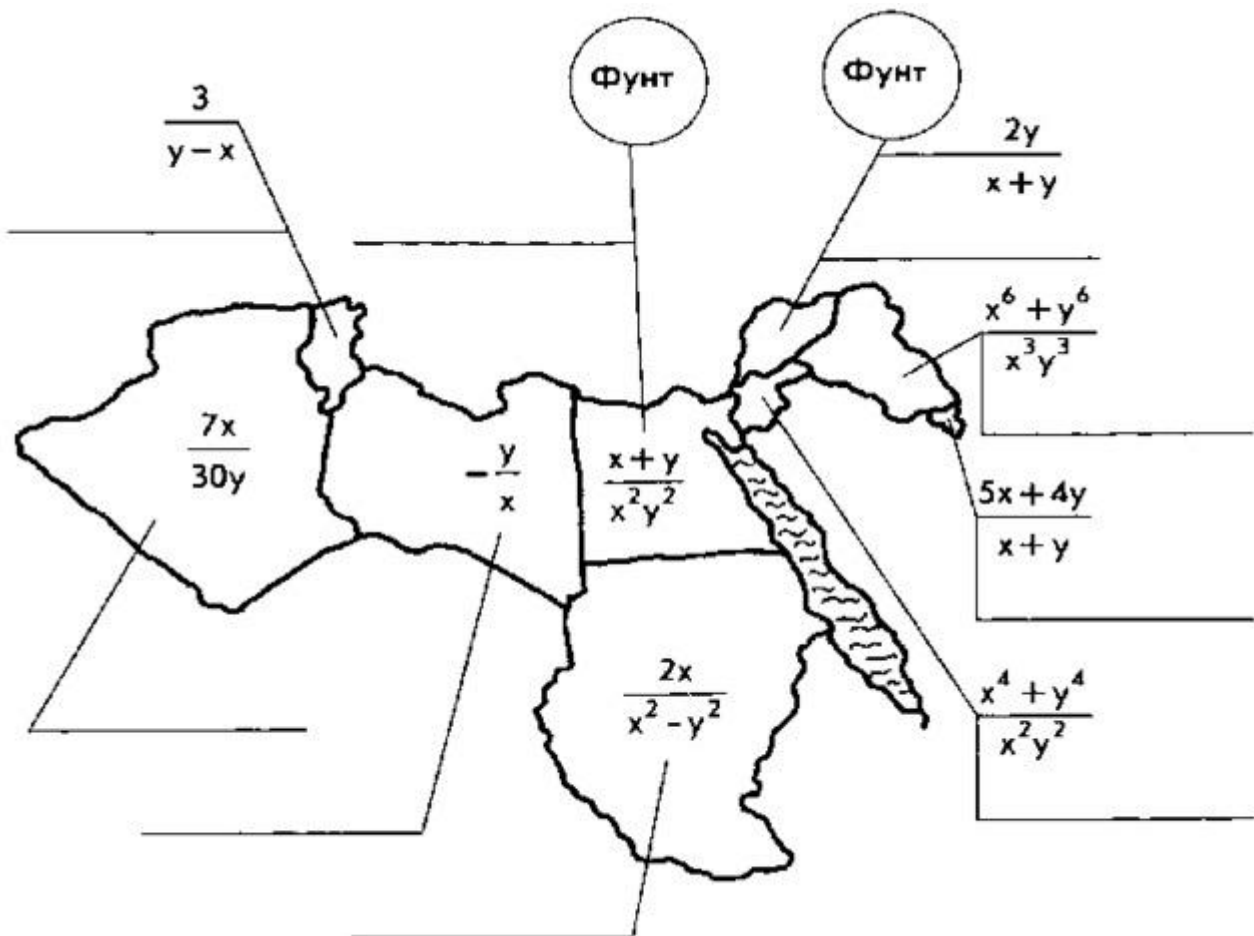 Фунт
Фунт
3
y − x
2y
x + y
x⁶ + y⁶
x³y³
7x
30y
− y
x
x + y
x²y²
5x + 4y
x + y
2x
x² − y²
x⁴ + y⁴
x²y²